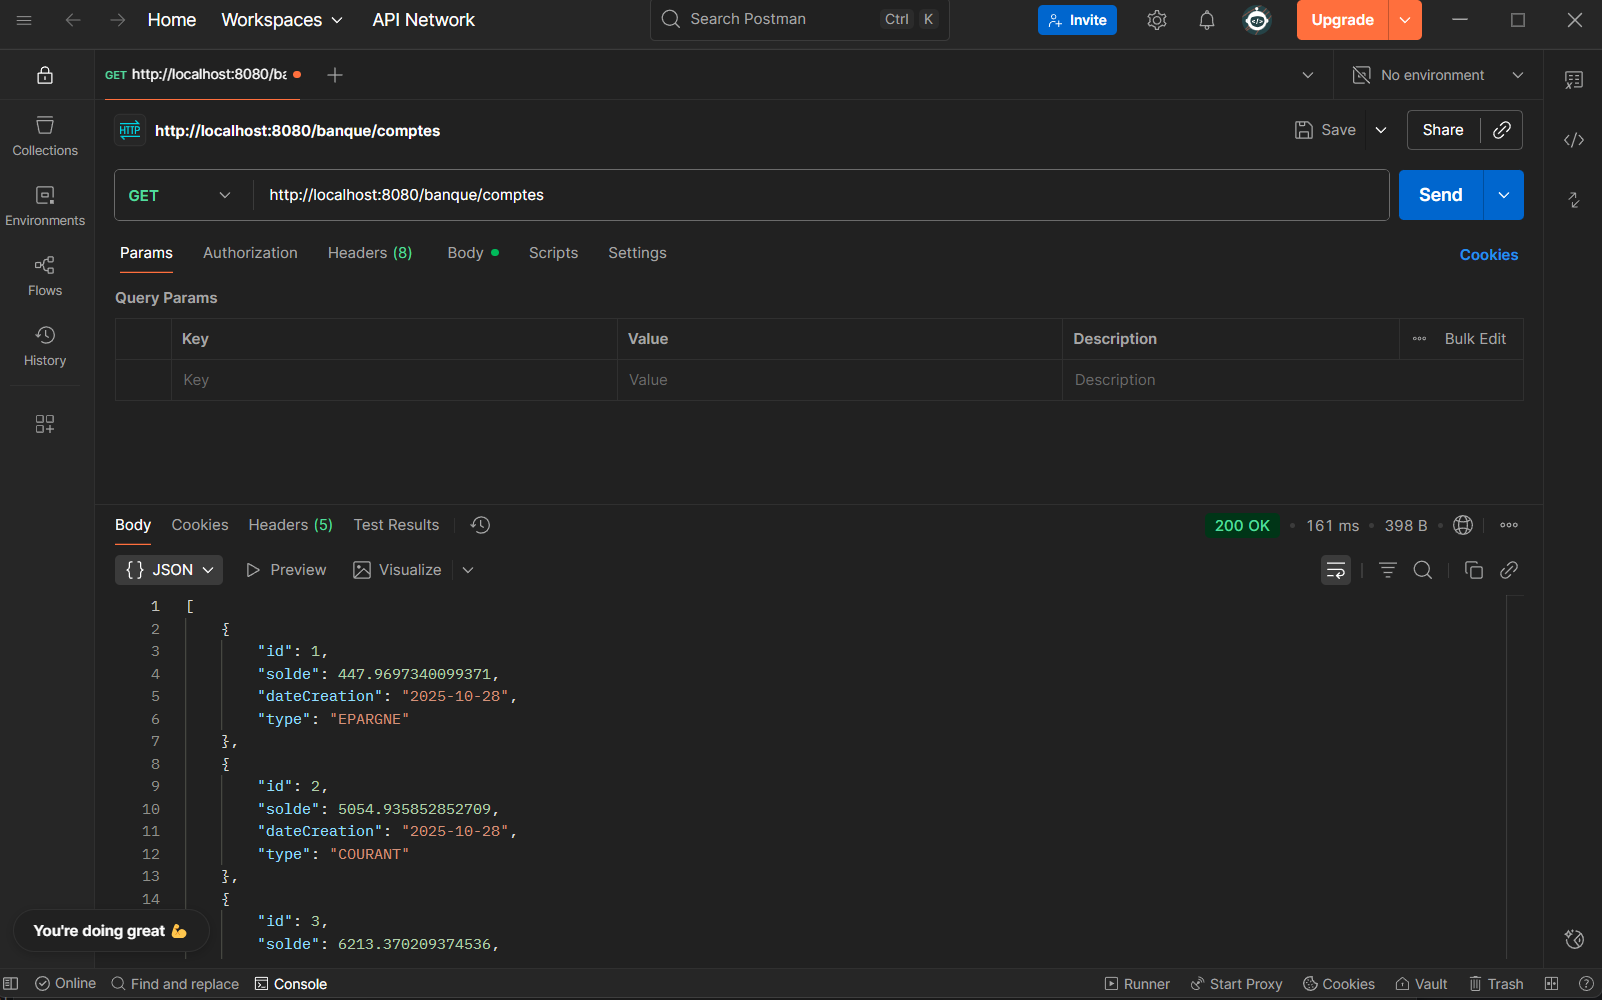 Home Workspaces API Network Search Postman Ctrl K Invite Upgrade
GET http://localhost:8080/ba No environment
HTTP http://localhost:8080/banque/comptes Save Share
GET http://localhost:8080/banque/comptes Send
Collections
Environments
Flows
History
Params Authorization Headers (8) Body Scripts Settings Cookies
Query Params
Key Value Description Bulk Edit
Key Value Description
Body Cookies Headers (5) Test Results 200 OK • 161 ms • 398 B
{} JSON Preview Visualize
1 [
2 {
3 "id": 1,
4 "solde": 447.9697340099371,
5 "dateCreation": "2025-10-28",
6 "type": "EPARGNE"
7 },
8 {
9 "id": 2,
10 "solde": 5054.935852852709,
11 "dateCreation": "2025-10-28",
12 "type": "COURANT"
13 },
14 {
"id": 3,
"solde": 6213.370209374536,
You're doing great 💪
Online Find and replace Console Runner Start Proxy Cookies Vault Trash